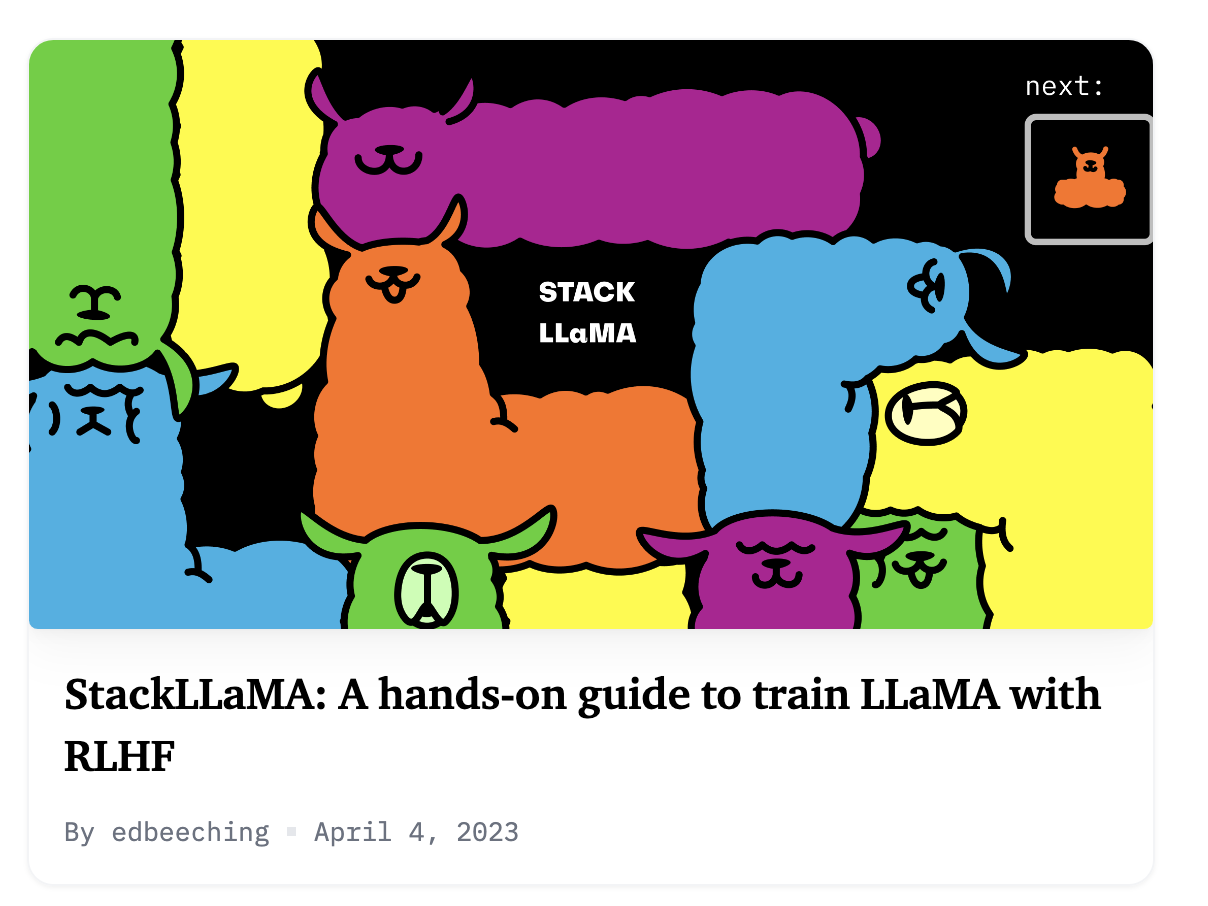 next:
STACK
LLaMA
StackLLaMA: A hands-on guide to train LLaMA with
RLHF
By edbeeching ▪ April 4, 2023